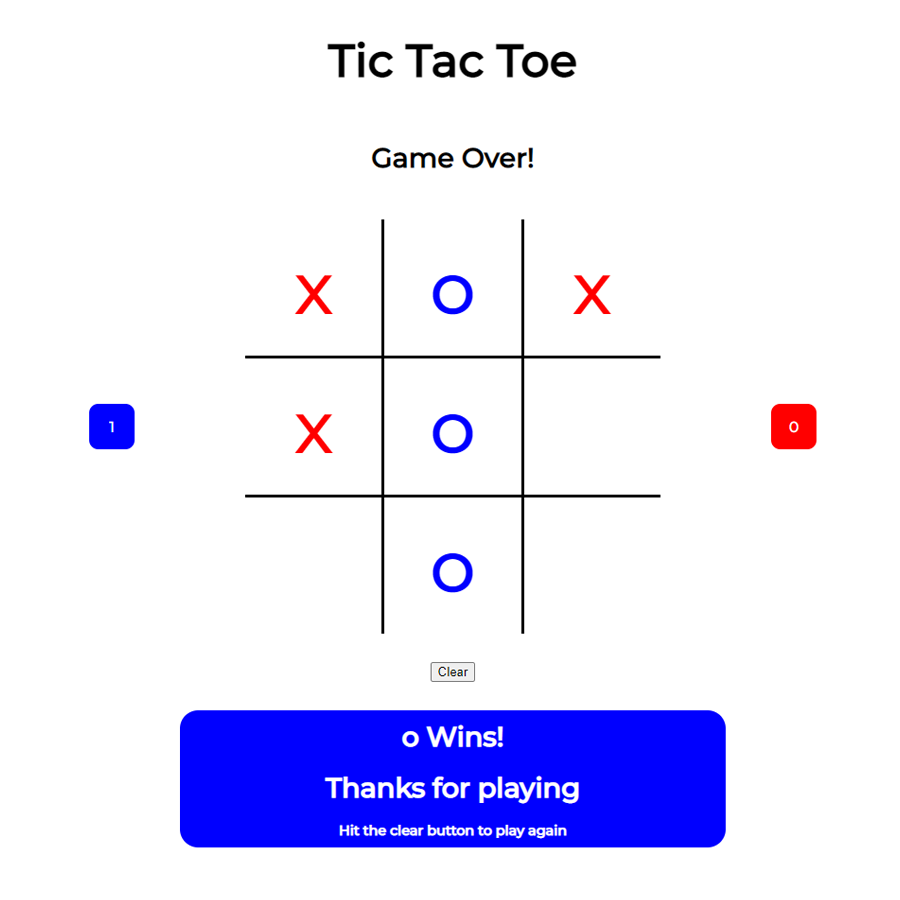 Tic Tac Toe
Game Over!
X O X
1 X O 0
O
Clear
o Wins!
Thanks for playing
Hit the clear button to play again